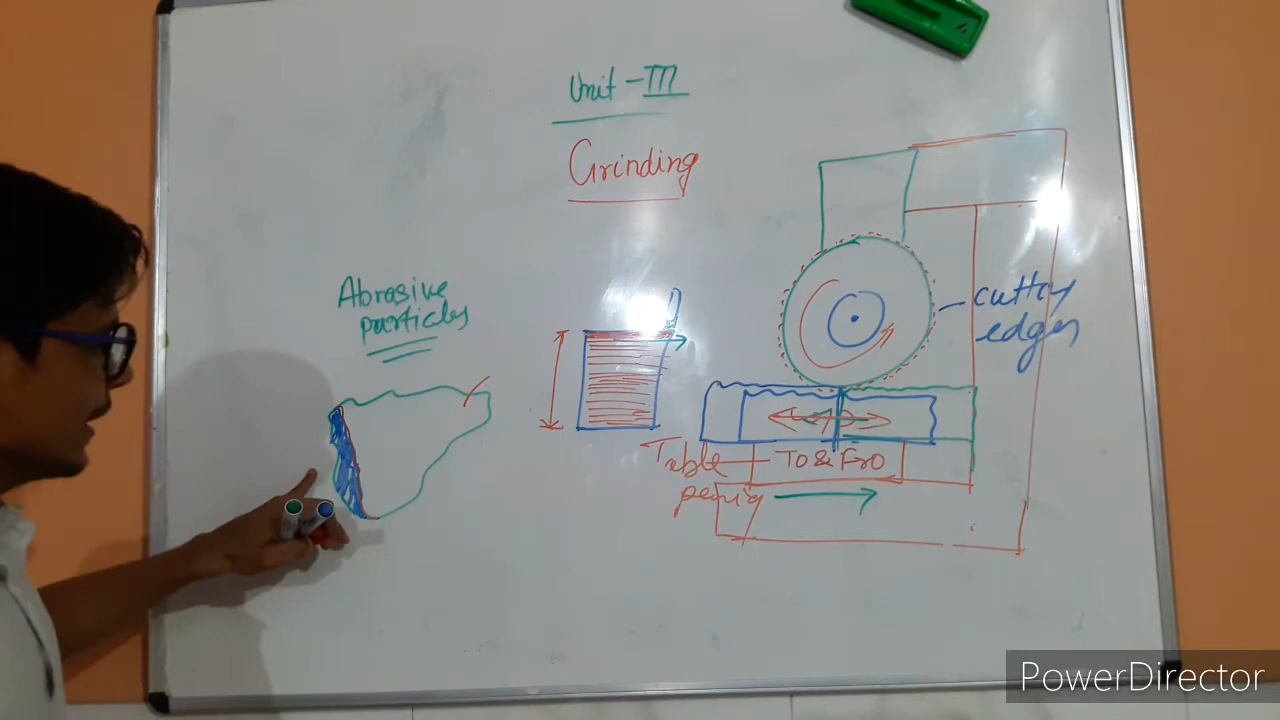 Unit - III
Grinding
Abrasive
particles
cutting
edges
Table
To & Fro
PowerDirector